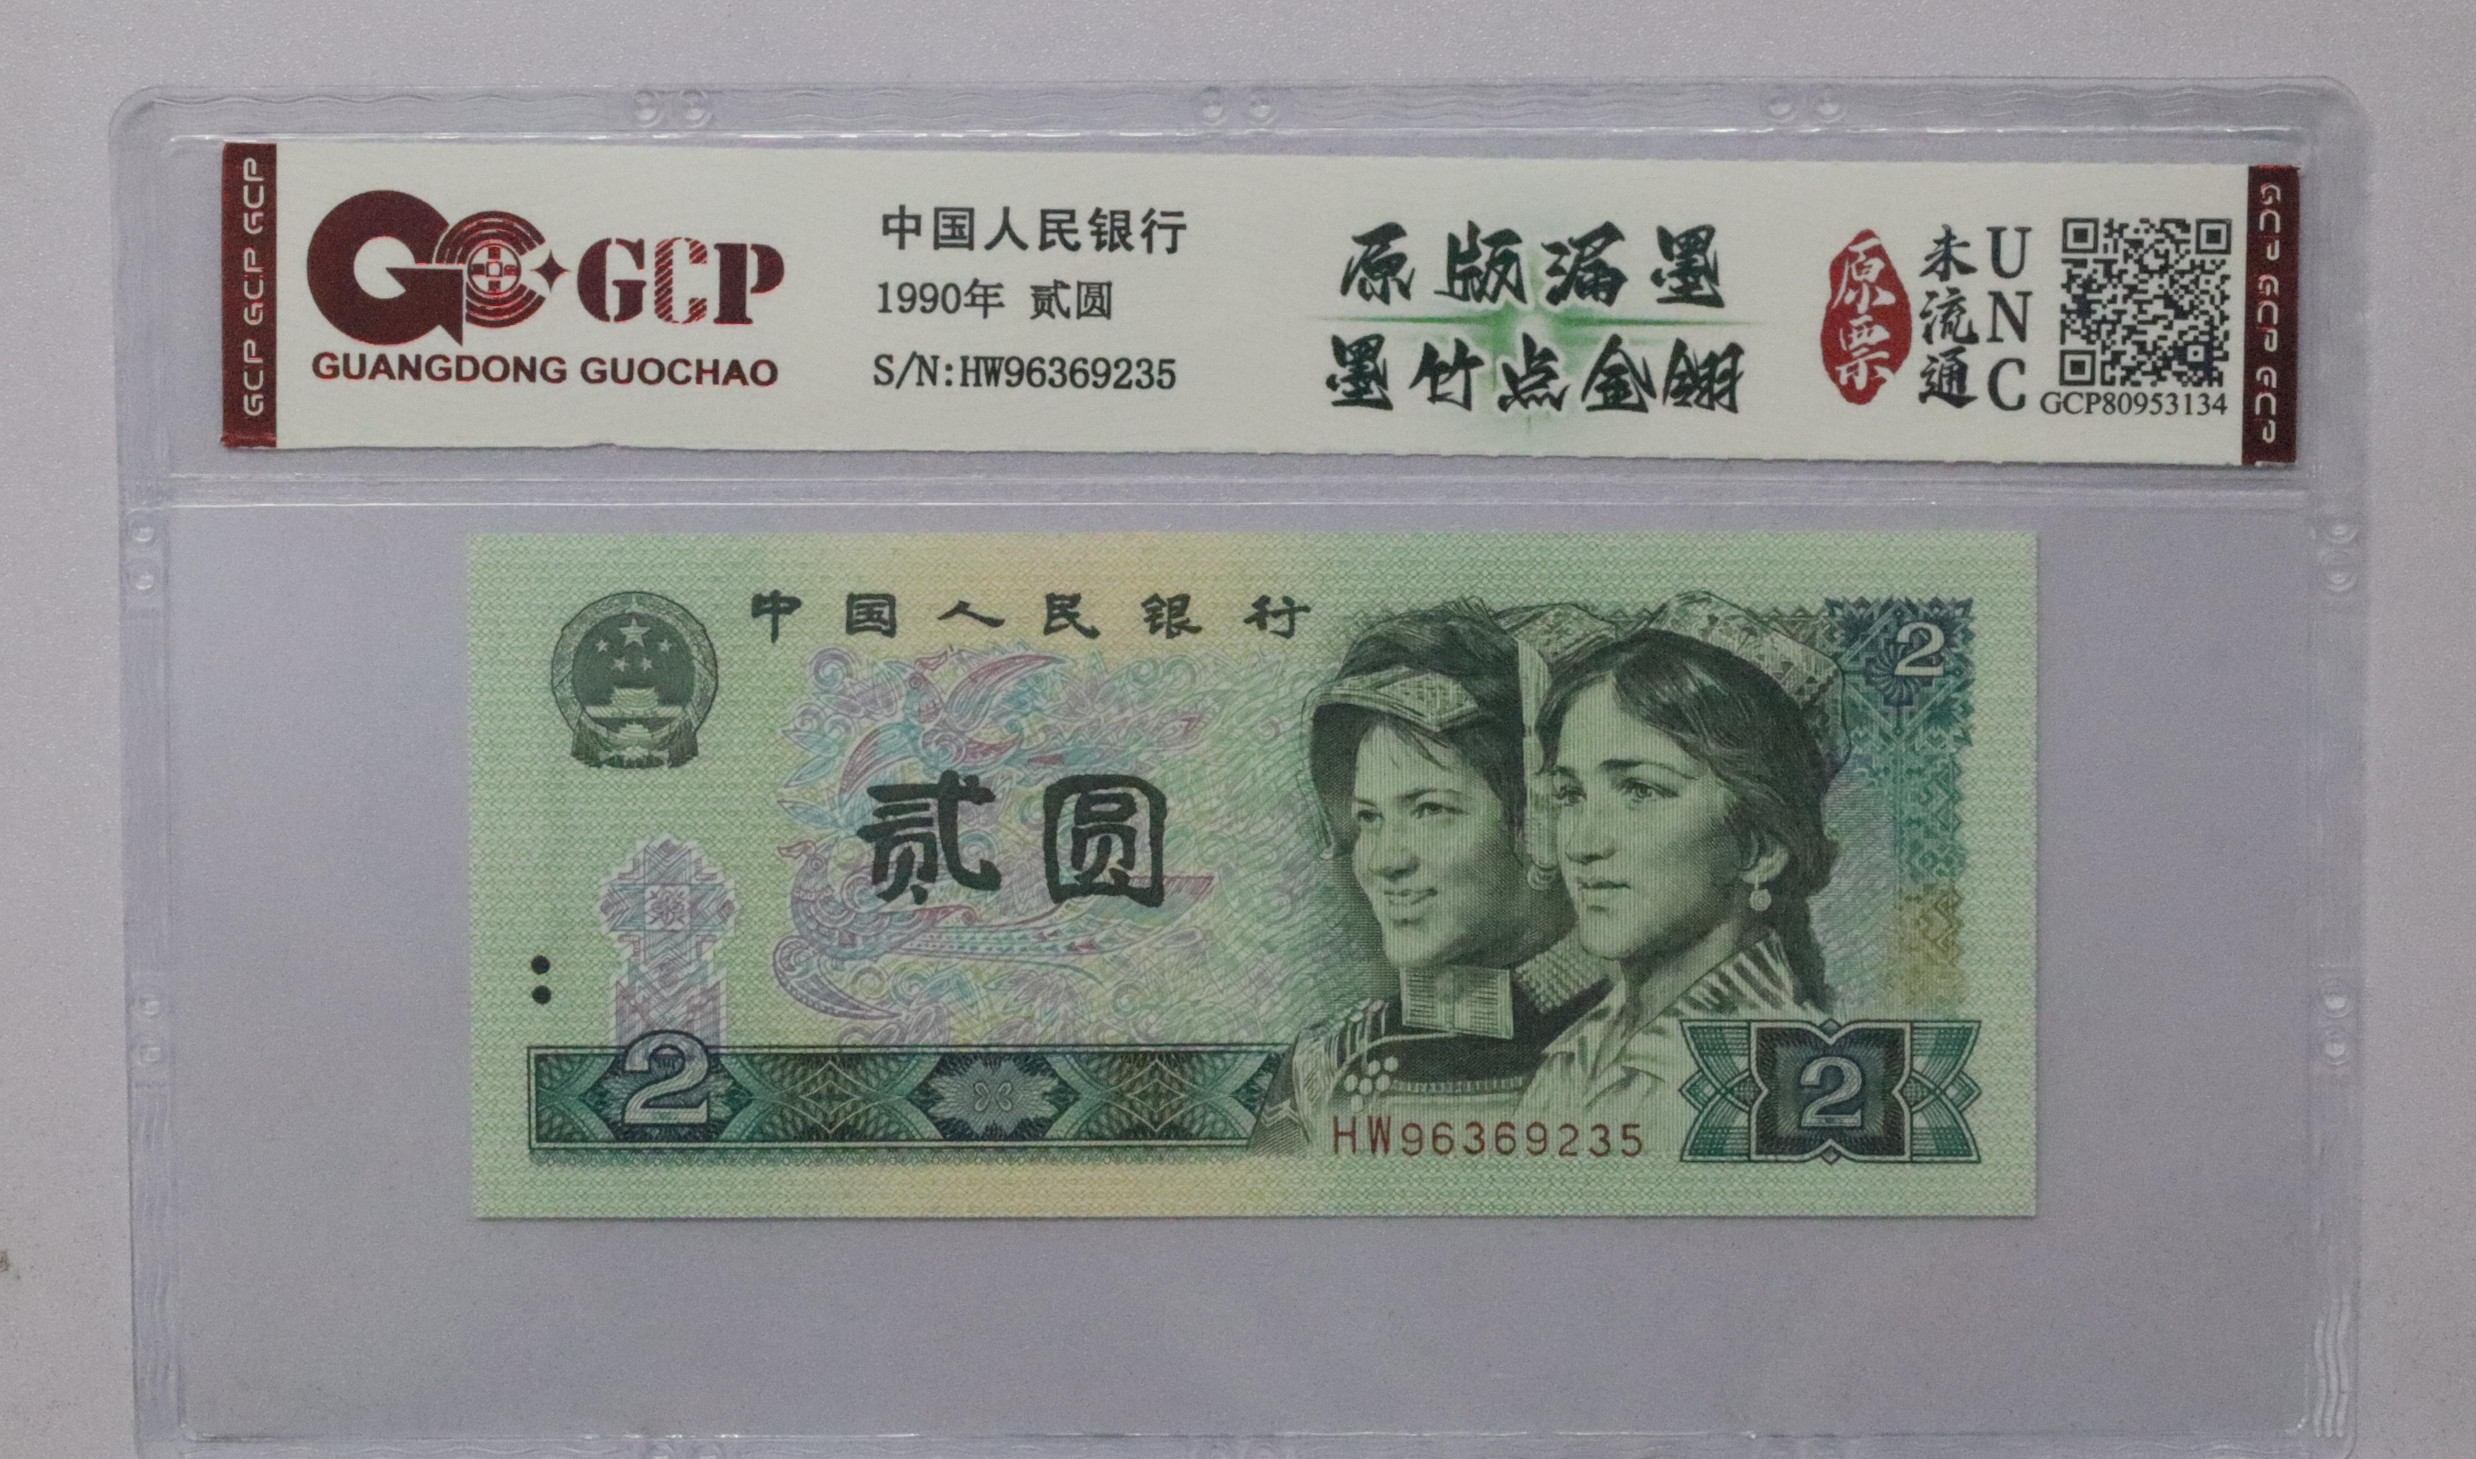 GCP GCP GCP
GCP
GUANGDONG GUOCHAO
中国人民银行
1990年 贰圆
S/N:HW96369235
原版漏墨
墨竹点金翎
原票
未流通
UNC
GCP80953134
GCP GCP GCP
中国人民银行
2
贰圆
2
HW96369235
2